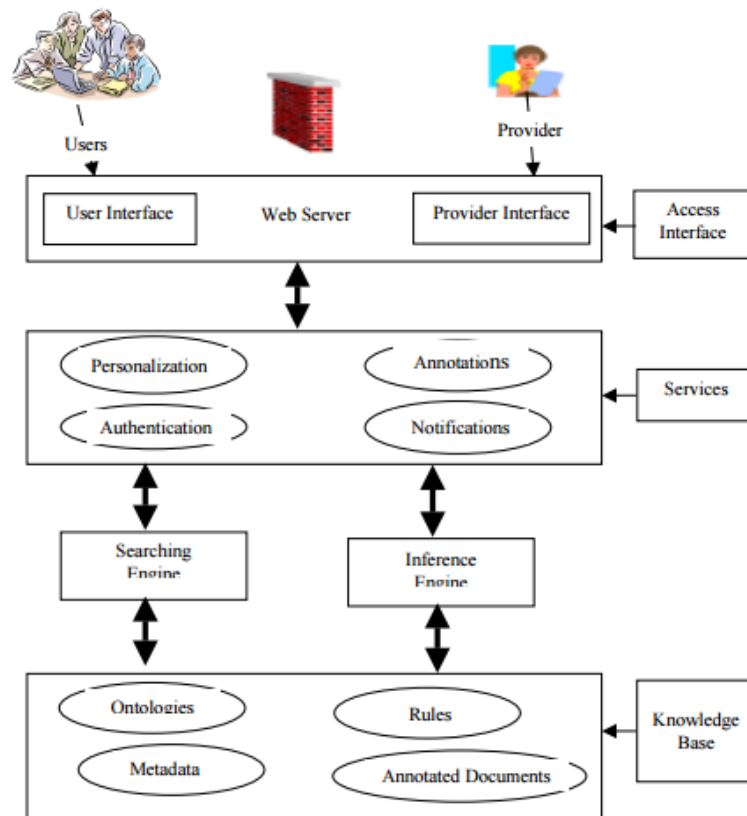 Users
Provider
User Interface
Web Server
Provider Interface
Access
Interface
Personalization
Annotations
Authentication
Notifications
Services
Searching
Engine
Inference
Engine
Ontologies
Rules
Metadata
Annotated Documents
Knowledge
Base